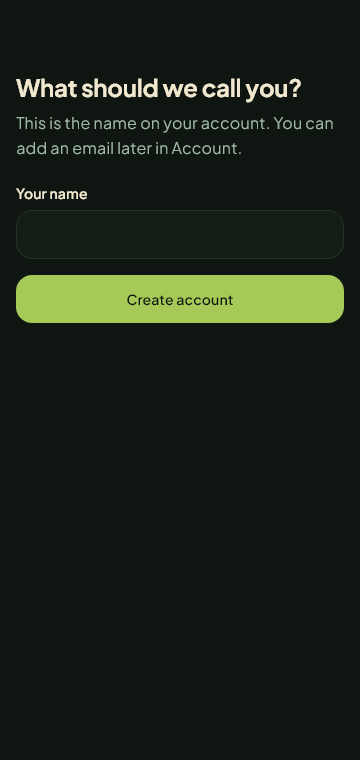 What should we call you?
This is the name on your account. You can
add an email later in Account.
Your name
Create account